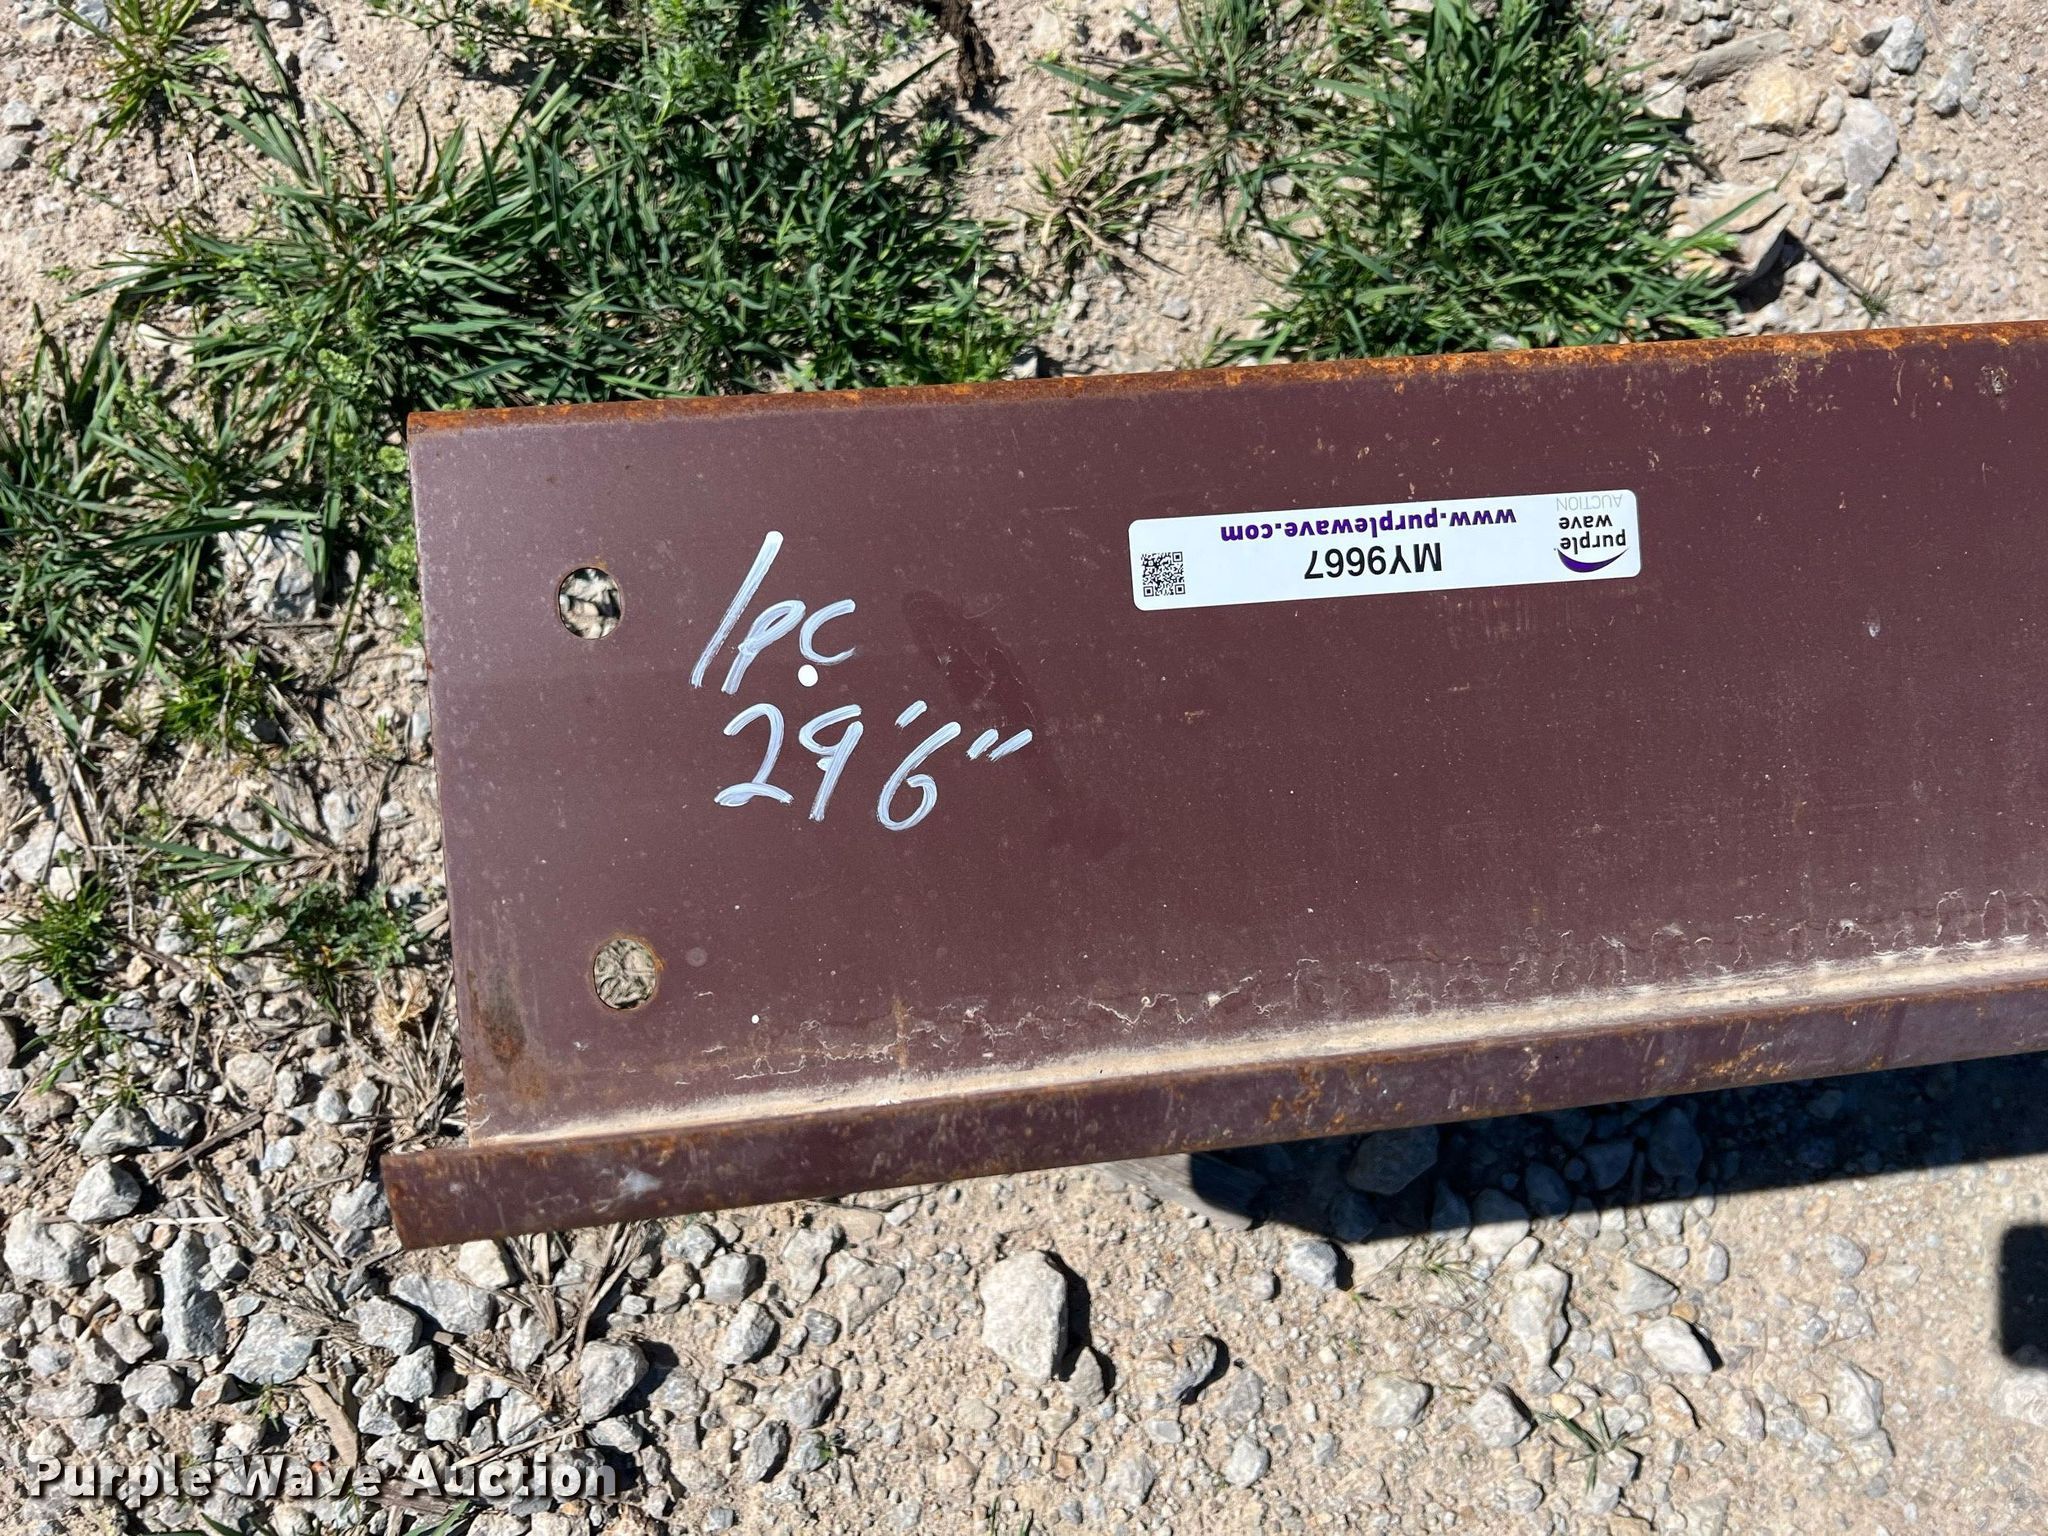 1pc
29'6"
purple
wave
AUCTION
MY9667
www.purplewave.com
Purple Wave Auction